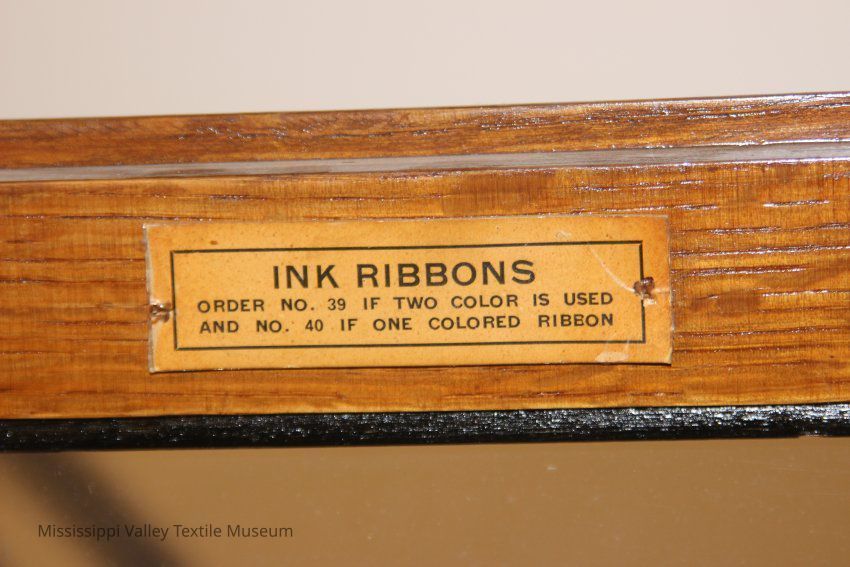 INK RIBBONS
ORDER NO. 39 IF TWO COLOR IS USED
AND NO. 40 IF ONE COLORED RIBBON
Mississippi Valley Textile Museum